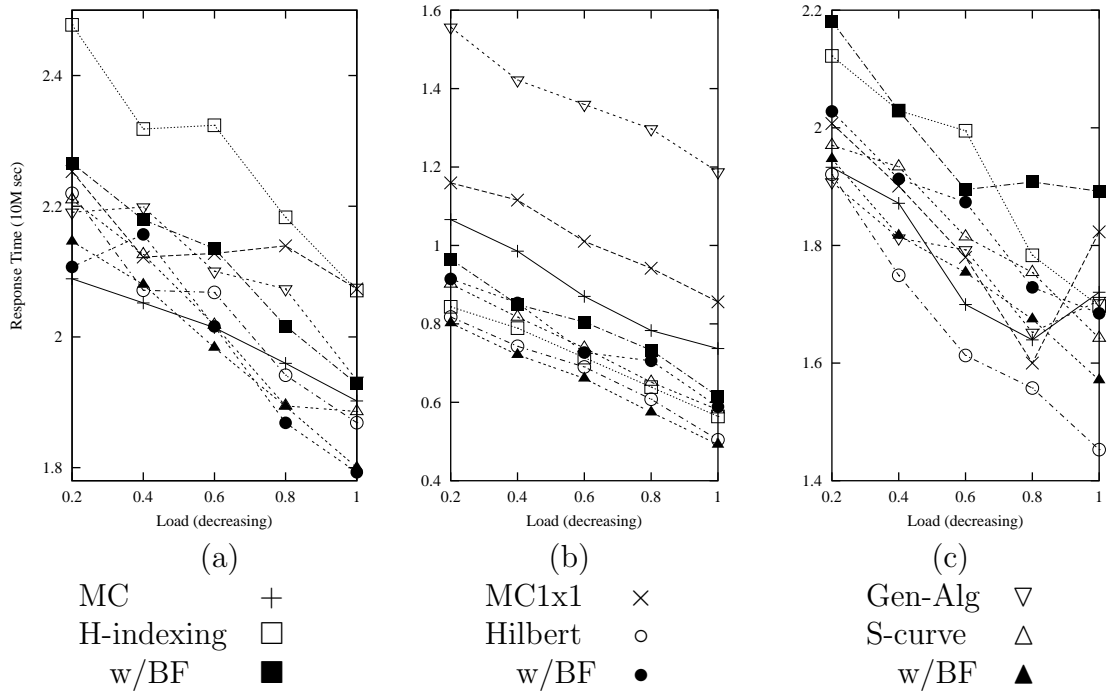 Response Time (10M sec)
2.4
2.2
2
1.8
0.2 0.4 0.6 0.8 1
Load (decreasing)
(a)
1.6
1.4
1.2
1
0.8
0.6
0.4
0.2 0.4 0.6 0.8 1
Load (decreasing)
(b)
2.2
2
1.8
1.6
1.4
0.2 0.4 0.6 0.8 1
Load (decreasing)
(c)
MC MC1x1 Gen-Alg
H-indexing Hilbert S-curve
w/BF w/BF w/BF